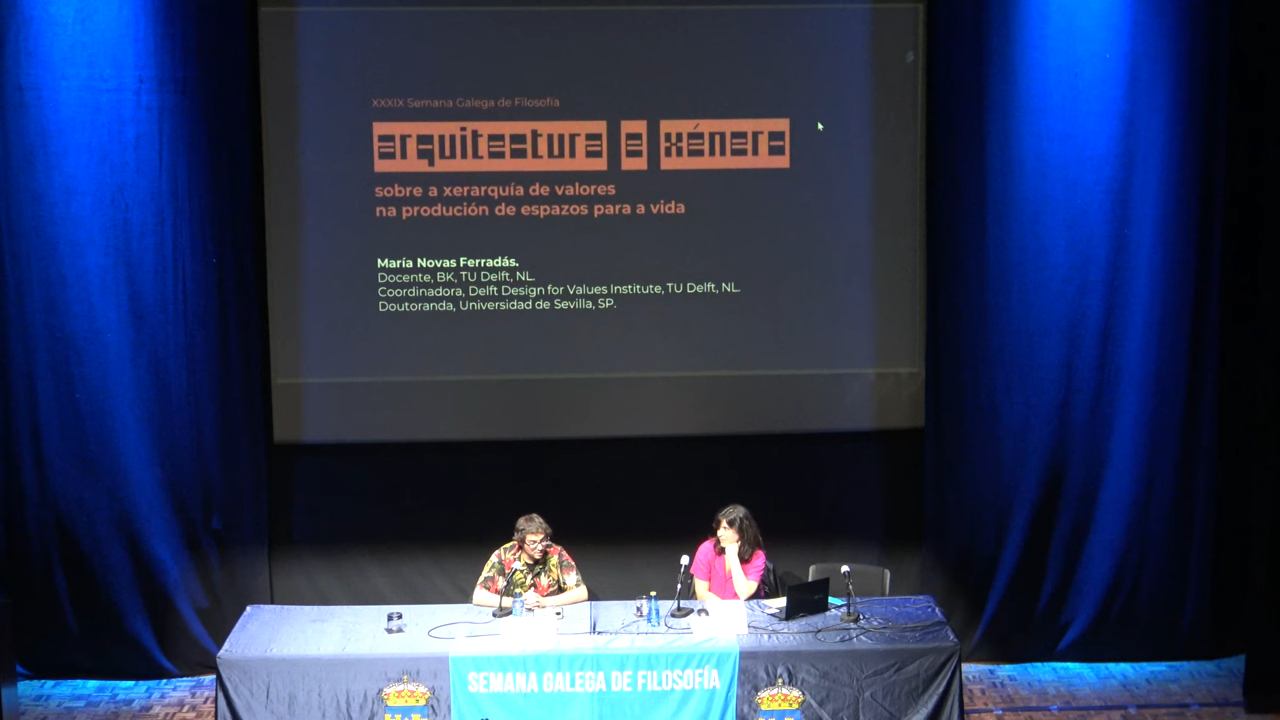 XXXIX Semana Galega de Filosofía
arquitectura e xénero
sobre a xerarquía de valores
na produción de espazos para a vida
María Novas Ferradás.
Docente, BK, TU Delft, NL.
Coordinadora, Delft Design for Values Institute, TU Delft, NL.
Doutoranda, Universidad de Sevilla, SP.
SEMANA GALEGA DE FILOSOFÍA